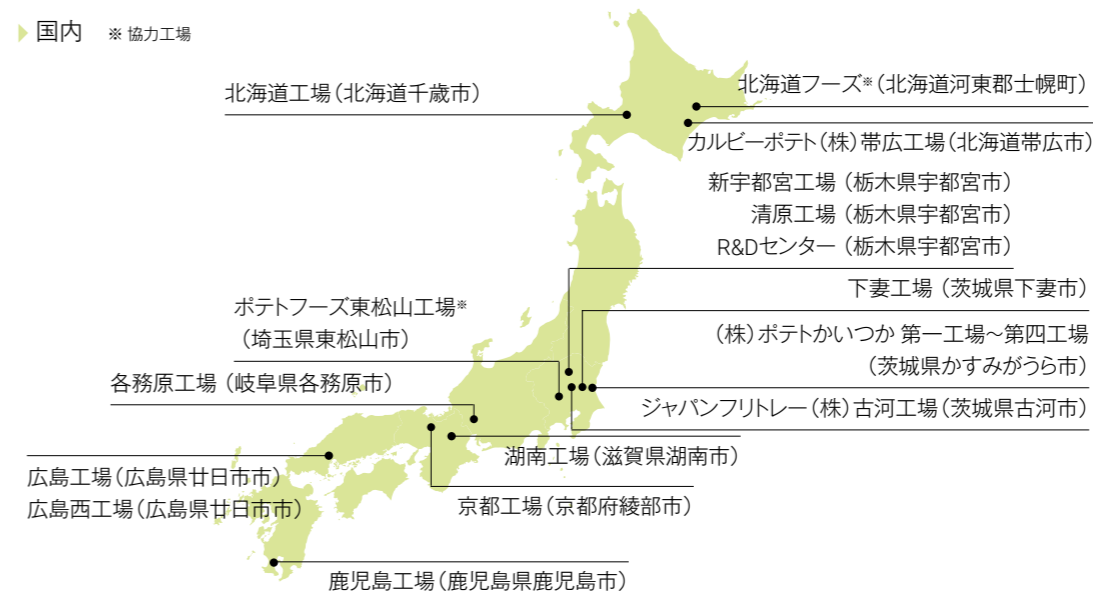 国内 ※ 協力工場
北海道工場（北海道千歳市）
北海道フーズ※（北海道河東郡士幌町）
カルビーポテト（株）帯広工場（北海道帯広市）
新宇都宮工場（栃木県宇都宮市）
清原工場（栃木県宇都宮市）
R&Dセンター（栃木県宇都宮市）
下妻工場（茨城県下妻市）
ポテトフーズ東松山工場※
（埼玉県東松山市）
（株）ポテトかいつか 第一工場～第四工場
（茨城県かすみがうら市）
各務原工場（岐阜県各務原市）
ジャパンフリトレー（株）古河工場（茨城県古河市）
湖南工場（滋賀県湖南市）
広島工場（広島県廿日市市）
広島西工場（広島県廿日市市）
京都工場（京都府綾部市）
鹿児島工場（鹿児島県鹿児島市）